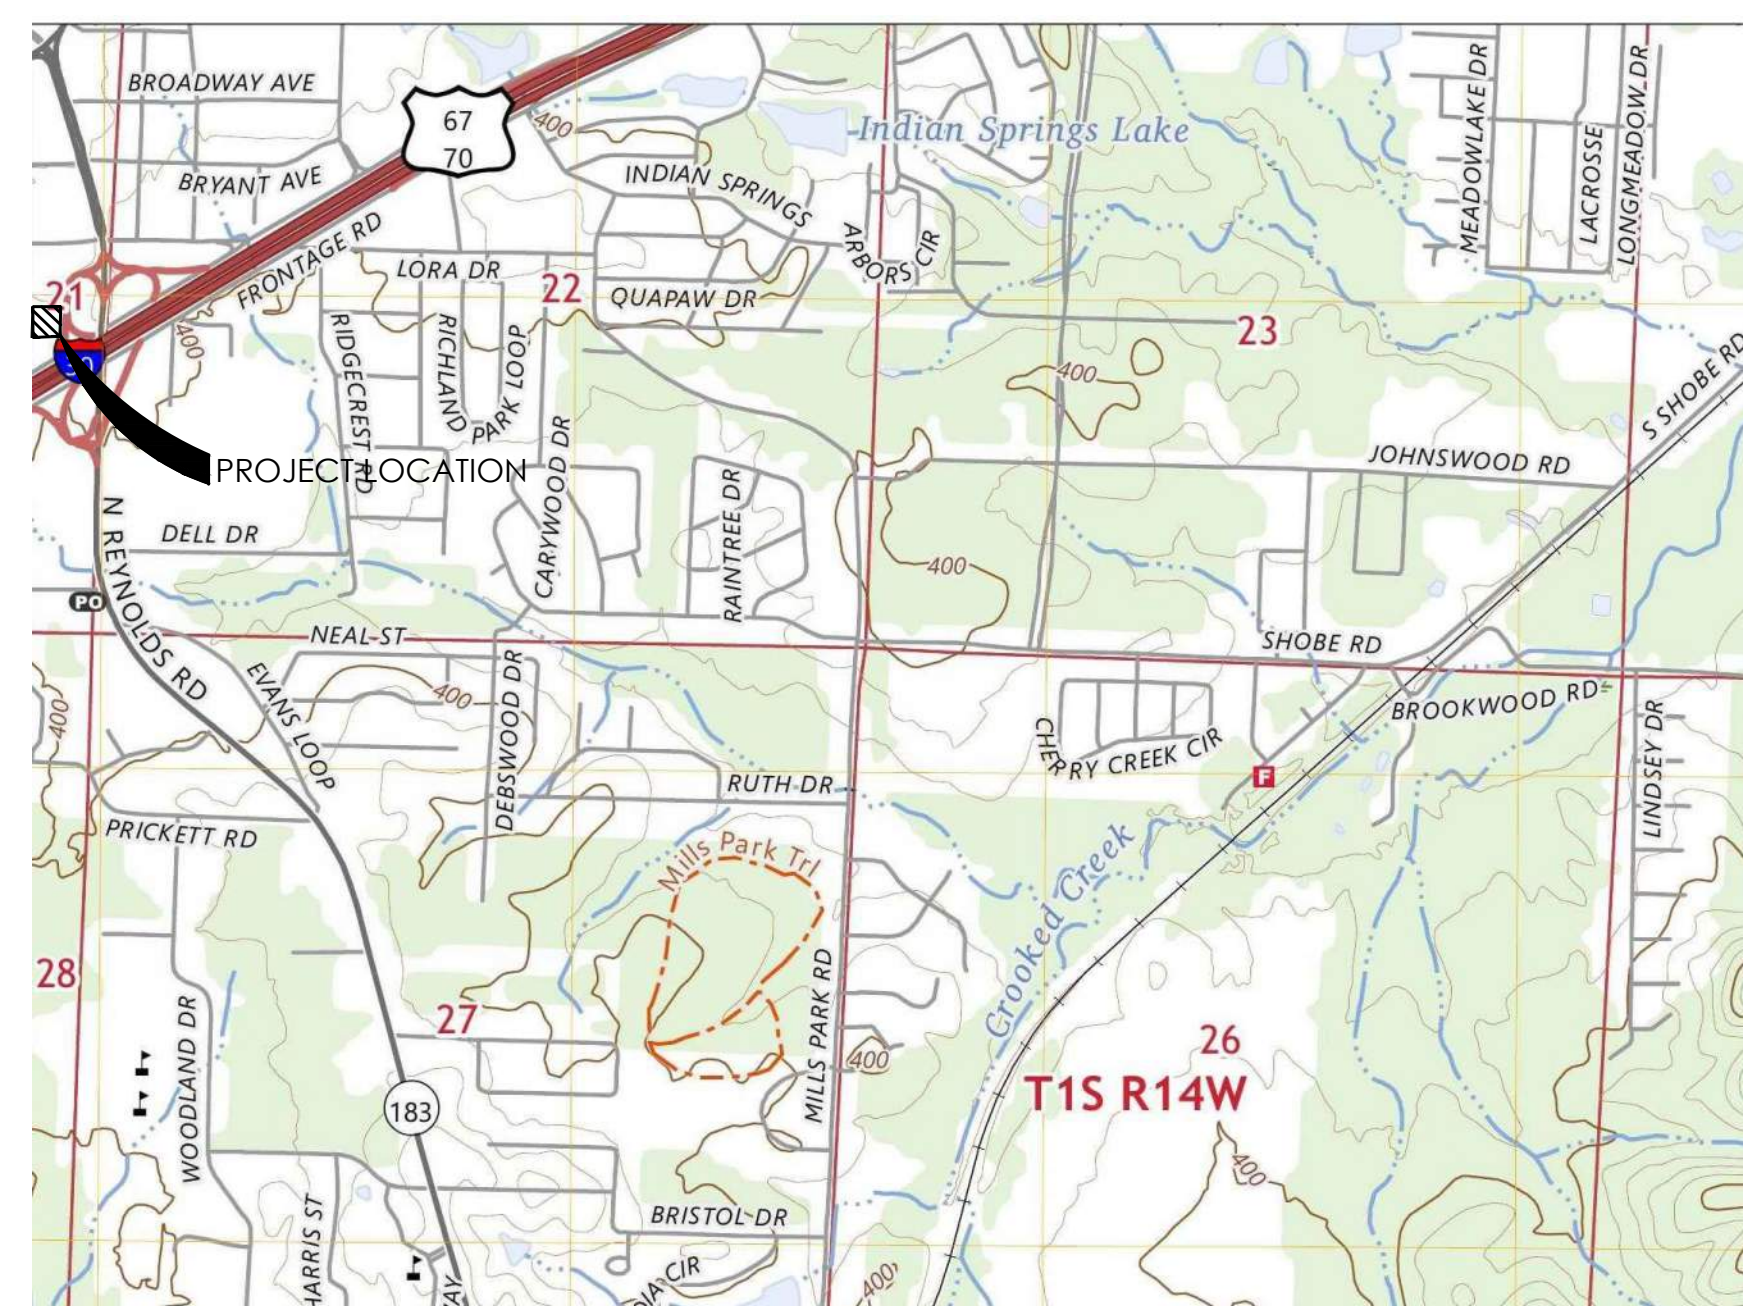 BROADWAY AVE
67
70
400
Indian Springs Lake
MEADOWLAKE DR
LACROSSE
LONGMEADOW DR
BRYANT AVE
INDIAN SPRINGS
FRONTAGE RD
ARBORS CIR
LORA DR
21
22
QUAPAW DR
23
400
30
RIDGECREST RD
RICHLAND
PARK LOOP
400
S SHOBE RD
PROJECT LOCATION
CARYWOOD DR
RAINTREE DR
JOHNSWOOD RD
N REYNOLDS RD
DELL DR
400
PO
NEAL ST
SHOBE RD
EVANS LOOP
400
400
DEBSWOOD DR
BROOKWOOD RD
LINDSEY DR
CHERRY CREEK CIR
F
RUTH DR
PRICKETT RD
Mills Park Trl
Crooked Creek
28
27
MILLS PARK RD
26
400
T1S R14W
WOODLAND DR
183
400
BRISTOL DR
HARRIS ST
400